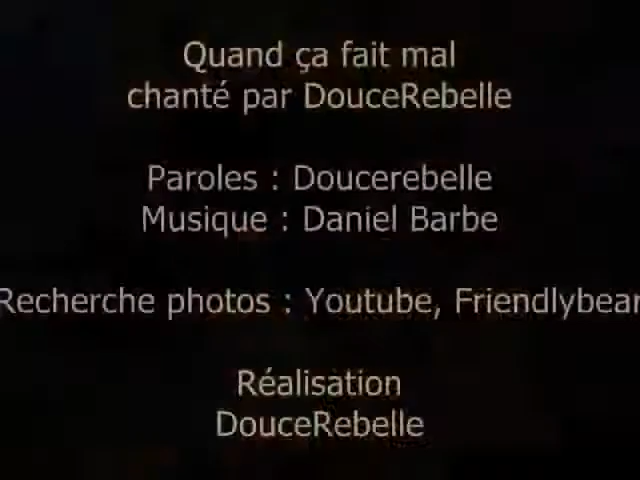 Quand ça fait mal
chanté par DouceRebelle
Paroles : Doucerebelle
Musique : Daniel Barbe
Recherche photos : Youtube, Friendlybear
Réalisation
DouceRebelle